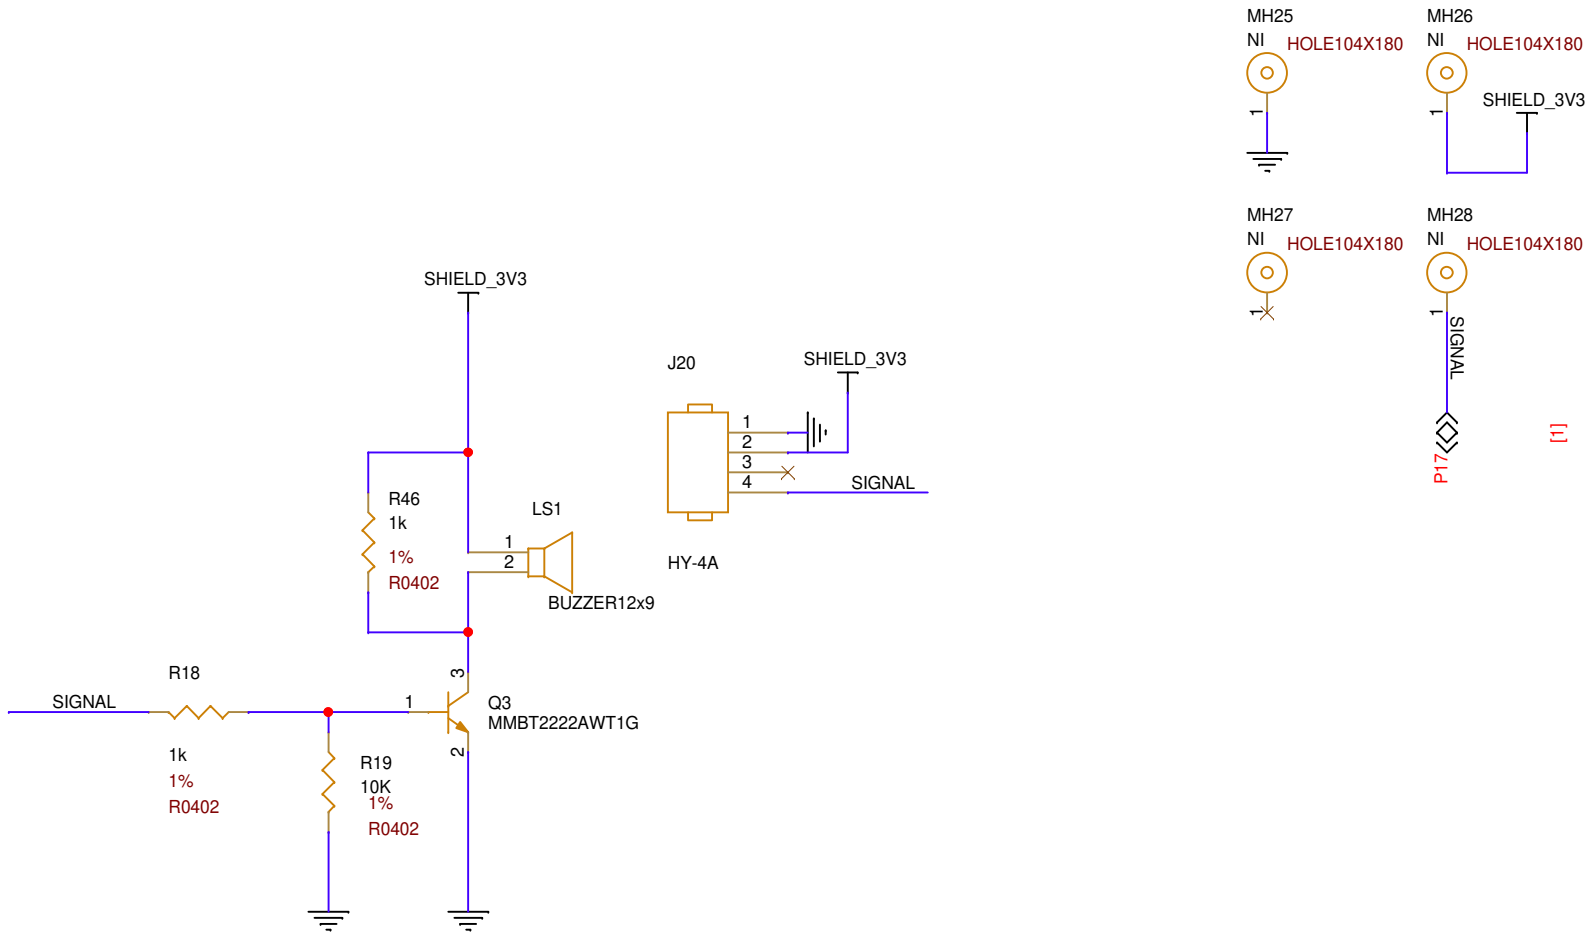 MH25
NI
HOLE104X180
1
MH26
NI
HOLE104X180
1
SHIELD_3V3
MH27
NI
HOLE104X180
1
MH28
NI
HOLE104X180
1
SIGNAL
P17
[1]
SHIELD_3V3
R46
1k
1%
R0402
LS1
1
2
BUZZER12x9
J20
SHIELD_3V3
1
2
3
4
SIGNAL
HY-4A
SIGNAL
R18
1k
1%
R0402
1
3
2
Q3
MMBT2222AWT1G
R19
10K
1%
R0402